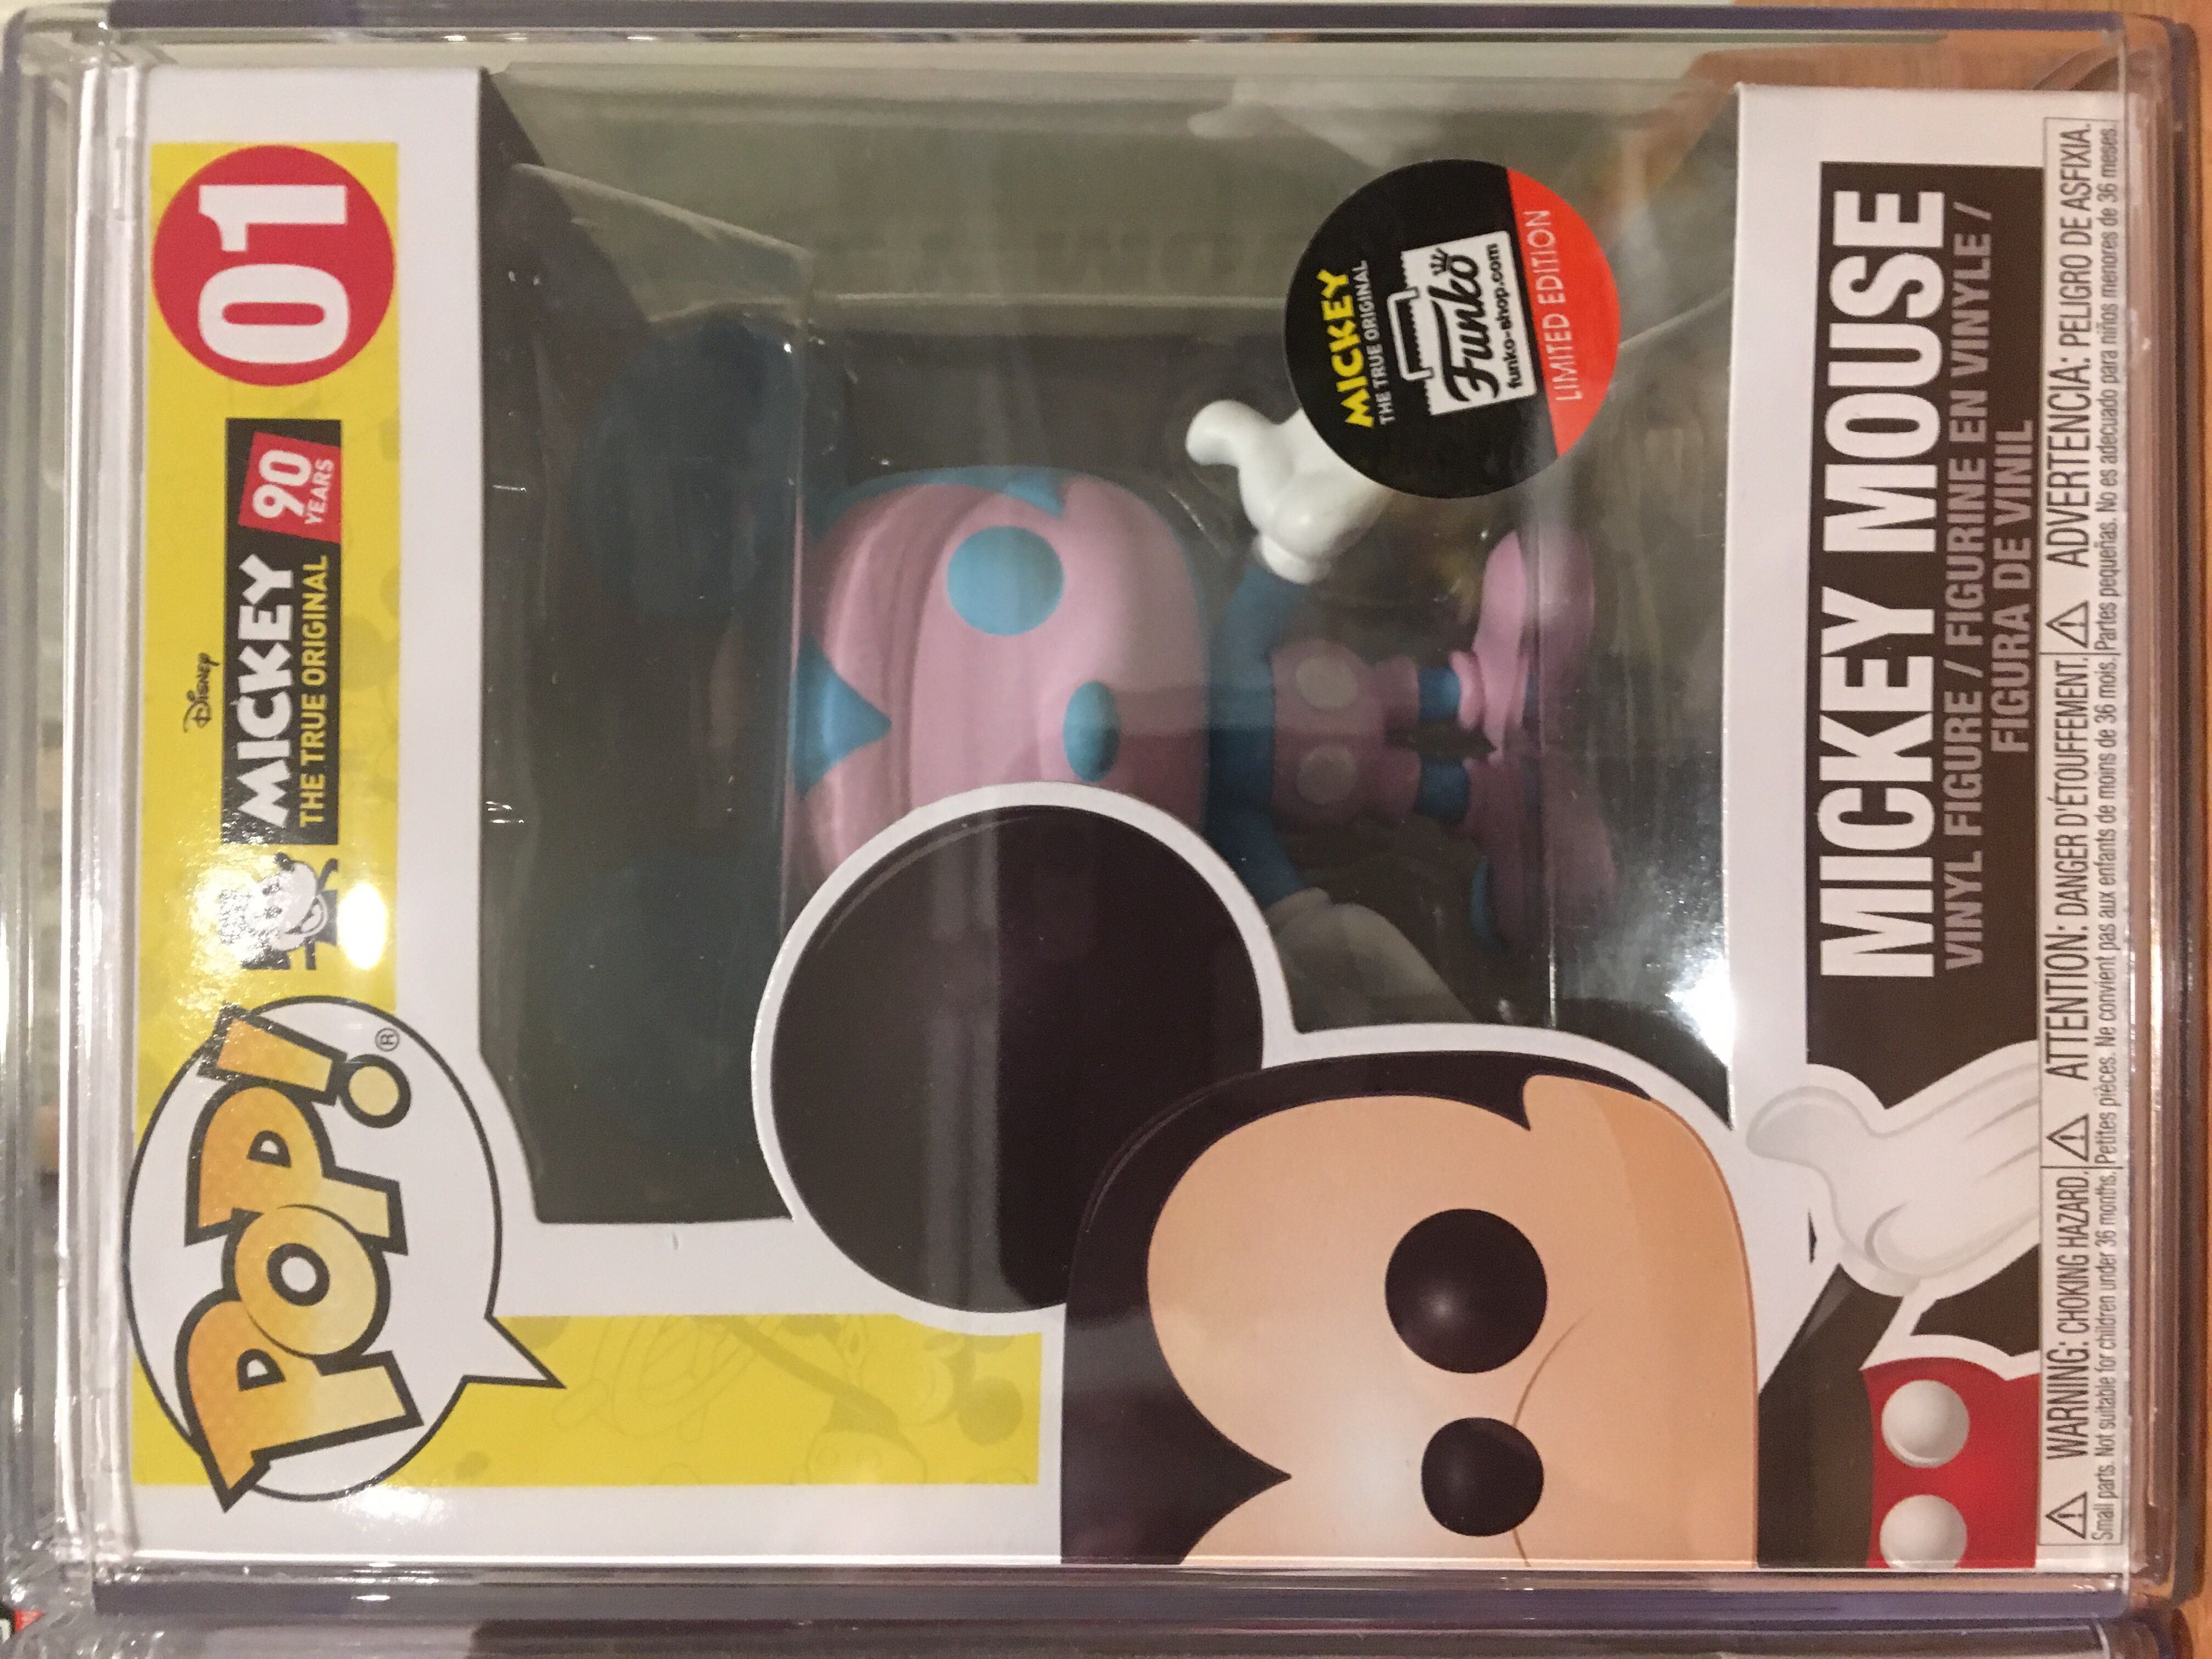 POP!®
Disney
MICKEY
THE TRUE ORIGINAL
90
YEARS
01
MICKEY
THE TRUE ORIGINAL
Funko
funko-shop.com
LIMITED EDITION
MICKEY MOUSE
VINYL FIGURE / FIGURINE EN VINYLE /
FIGURA DE VINIL
⚠ WARNING: CHOKING HAZARD.
Small parts. Not suitable for children under 36 months.
⚠ ATTENTION: DANGER D'ÉTOUFFEMENT.
Petites pièces. Ne convient pas aux enfants de moins de 36 mois.
⚠ ADVERTENCIA: PELIGRO DE ASFIXIA.
Partes pequeñas. No es adecuado para niños menores de 36 meses.